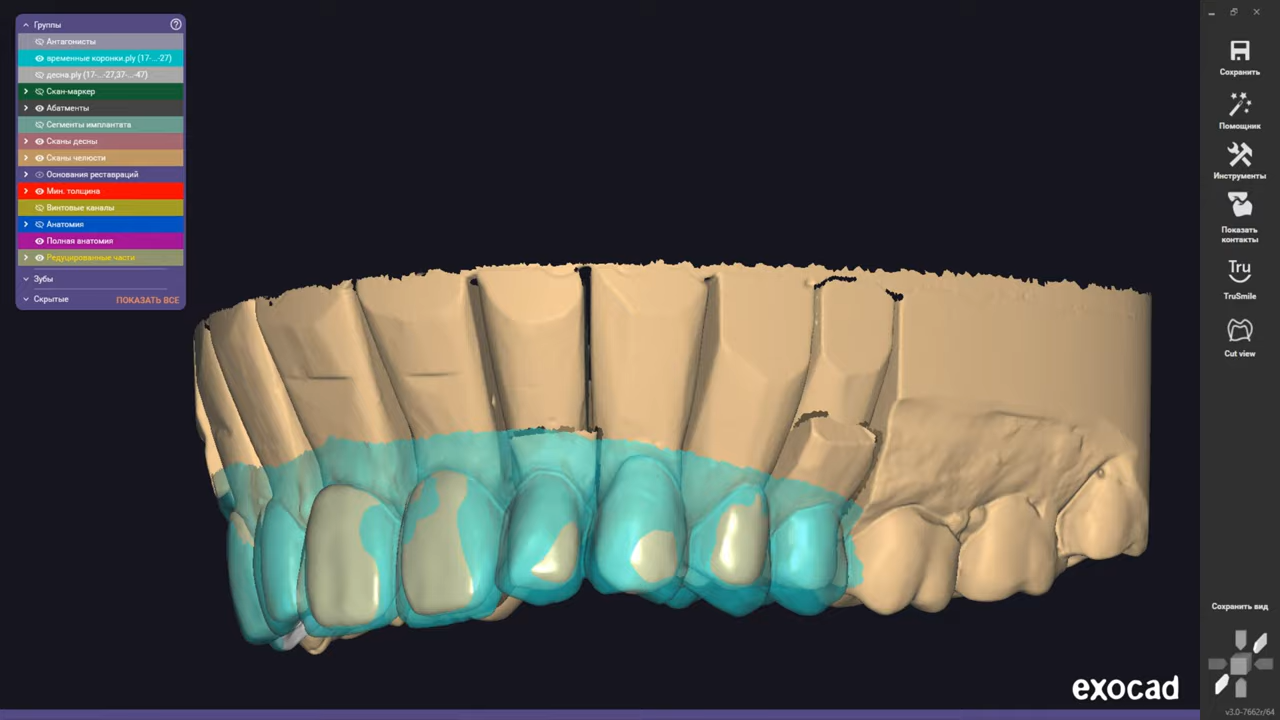 Группы
Антагонисты
временные коронки.ply (17-...-27)
десна.ply (17-...-27,37-...-47)
Скан-маркер
Абатменты
Сегменты имплантата
Сканы десны
Сканы челюсти
Основания реставраций
Мин. толщина
Винтовые каналы
Анатомия
Полная анатомия
Редуцированные части
Зубы
Скрытые ПОКАЗАТЬ ВСЕ
Сохранить
Помощник
Инструменты
Показать
контакты
Tru
TruSmile
Cut view
Сохранить вид
exocad
v3.0-7662r/64